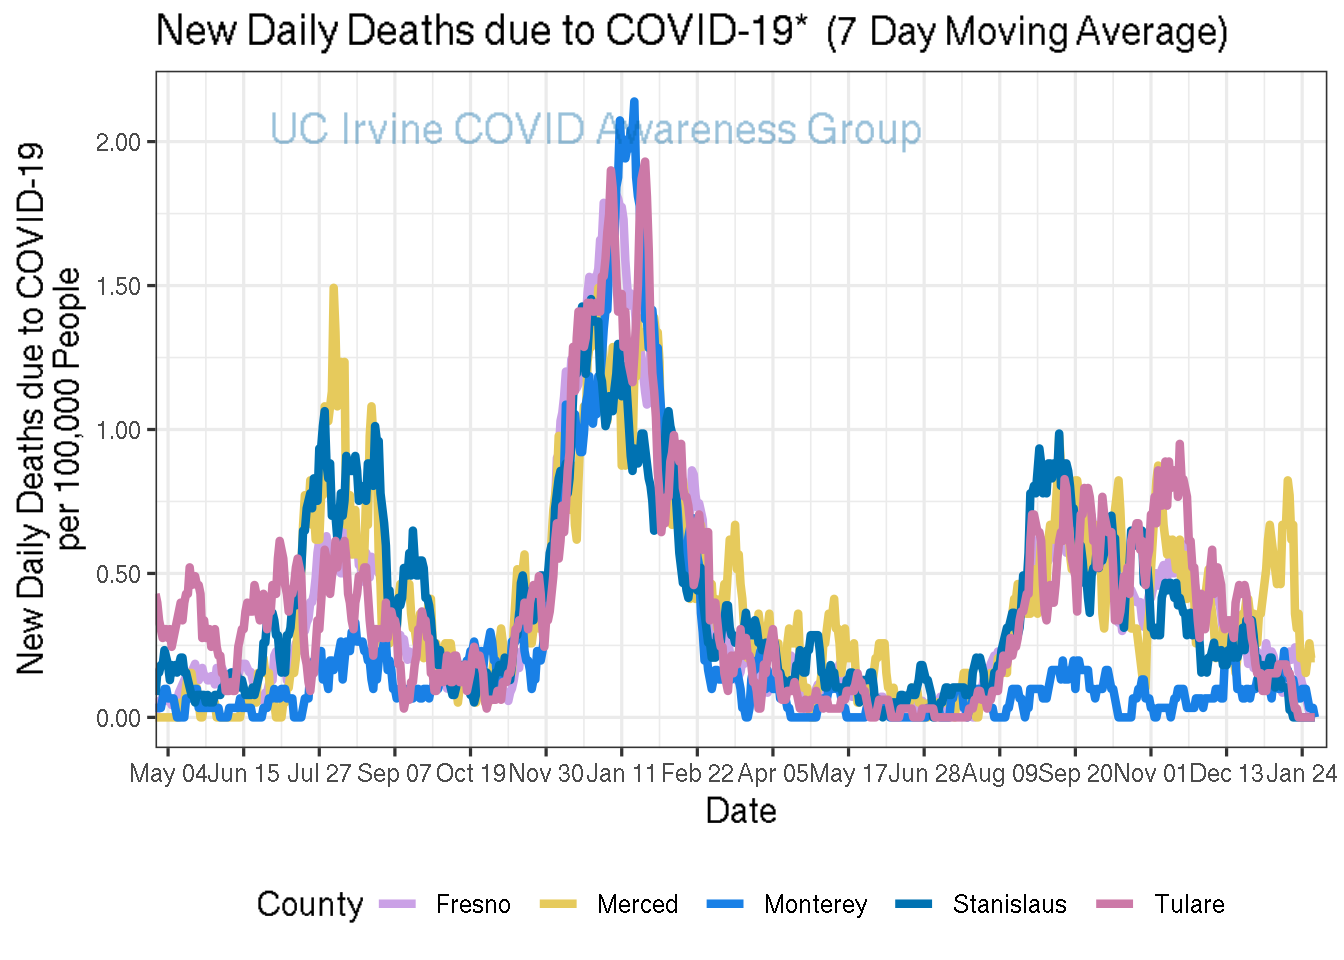 New Daily Deaths due to COVID-19* (7 Day Moving Average)
UC Irvine COVID Awareness Group
New Daily Deaths due to COVID-19
per 100,000 People
2.00
1.50
1.00
0.50
0.00
May 04 Jun 15 Jul 27 Sep 07 Oct 19 Nov 30 Jan 11 Feb 22 Apr 05 May 17 Jun 28 Aug 09 Sep 20 Nov 01 Dec 13 Jan 24
Date
County Fresno Merced Monterey Stanislaus Tulare